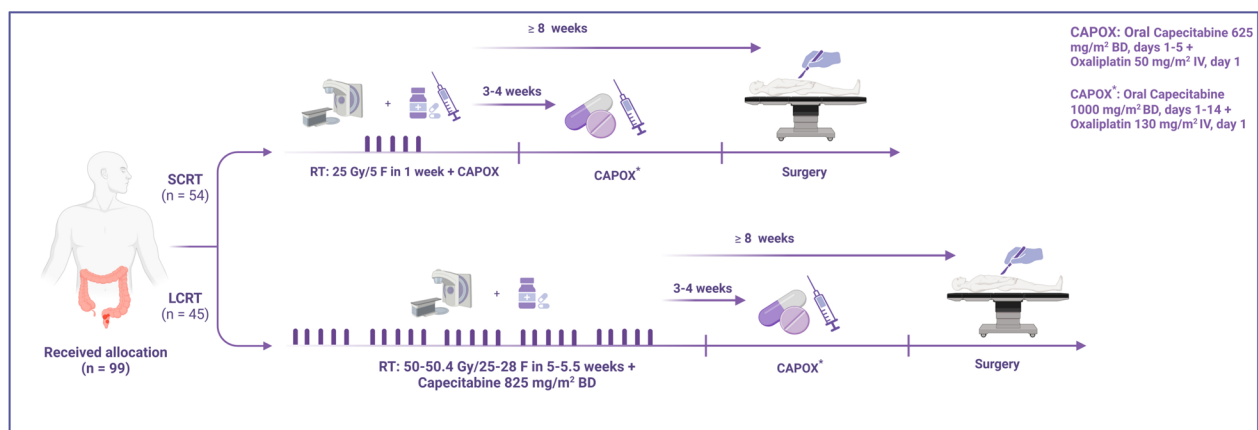 ≥ 8 weeks
CAPOX: Oral Capecitabine 625
mg/m² BD, days 1-5 +
Oxaliplatin 50 mg/m² IV, day 1
CAPOX*: Oral Capecitabine
1000 mg/m² BD, days 1-14 +
Oxaliplatin 130 mg/m² IV, day 1
+
3-4 weeks
RT: 25 Gy/5 F in 1 week + CAPOX
CAPOX*
Surgery
SCRT
(n = 54)
LCRT
(n = 45)
Received allocation
(n = 99)
≥ 8 weeks
+
3-4 weeks
RT: 50-50.4 Gy/25-28 F in 5-5.5 weeks +
Capecitabine 825 mg/m² BD
CAPOX*
Surgery